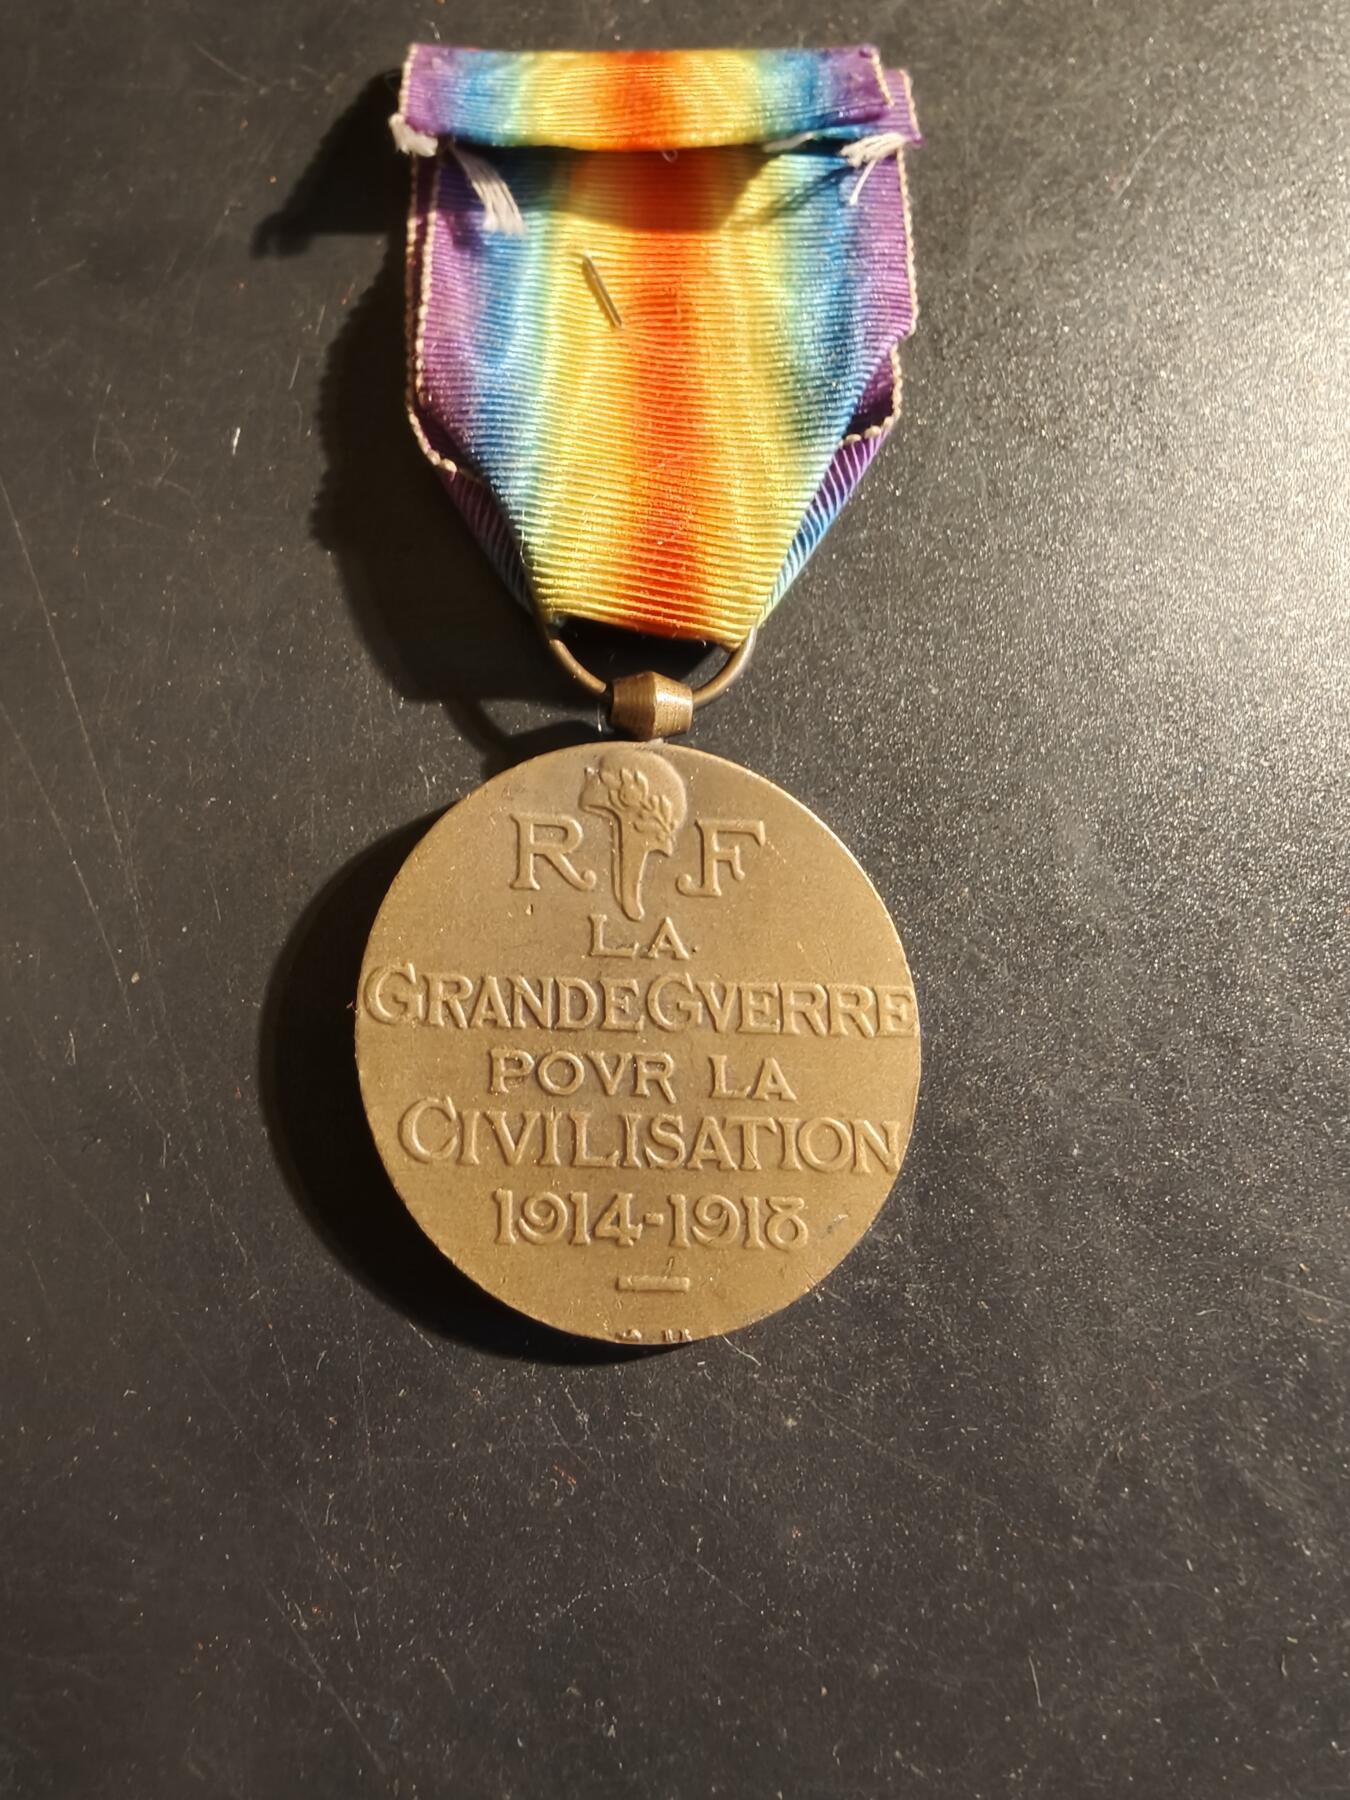 R F
LA
GRANDE GVERRE
POVR LA
CIVILISATION
1914-1918